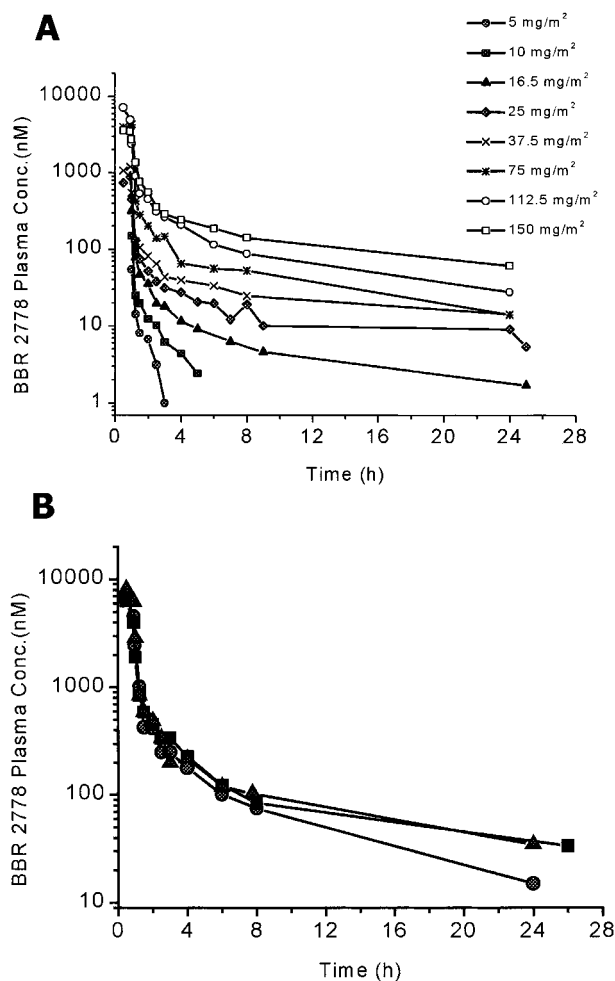 A
5 mg/m²
10 mg/m²
16.5 mg/m²
25 mg/m²
37.5 mg/m²
75 mg/m²
112.5 mg/m²
150 mg/m²
BBR 2778 Plasma Conc.(nM)
10000
1000
100
10
1
0 4 8 12 16 20 24 28
Time (h)
B
BBR 2778 Plasma Conc.(nM)
10000
1000
100
10
0 4 8 12 16 20 24 28
Time (h)